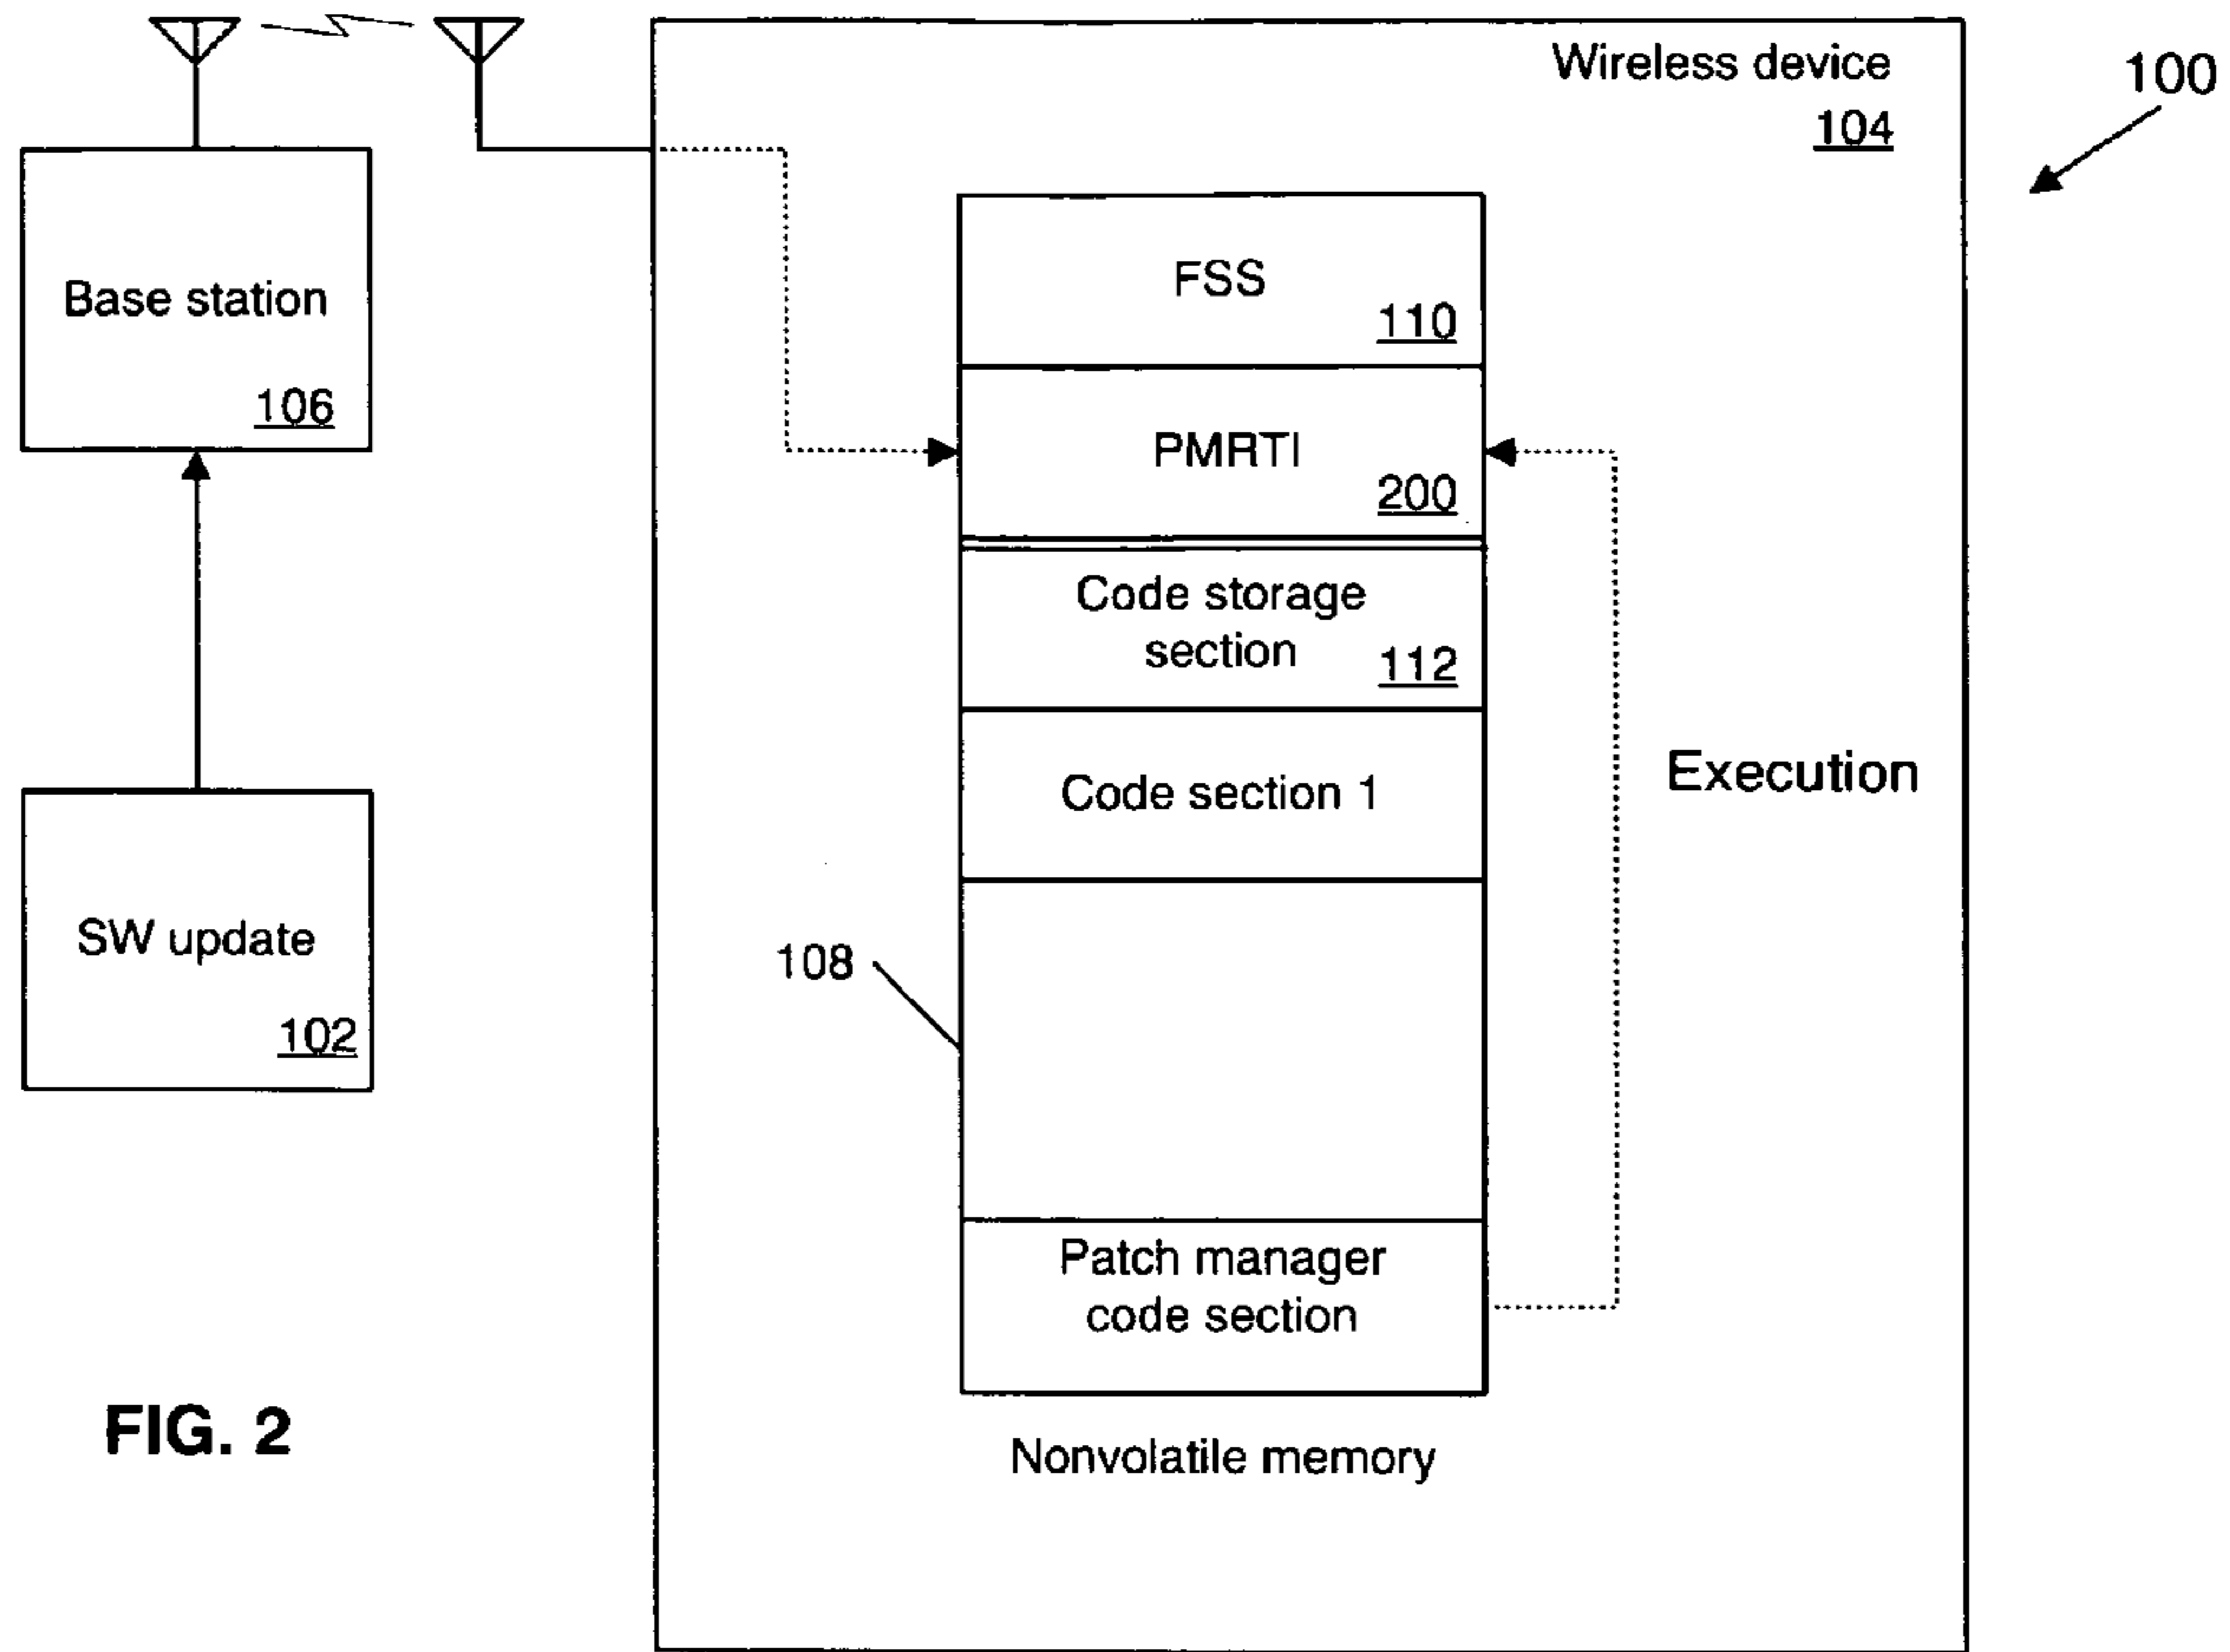 Wireless device
104
100
Base station
106
FSS
110
PMRTI
200
Code storage
section
112
Code section 1
Execution
SW update
102
108
Patch manager
code section
FIG. 2
Nonvolatile memory